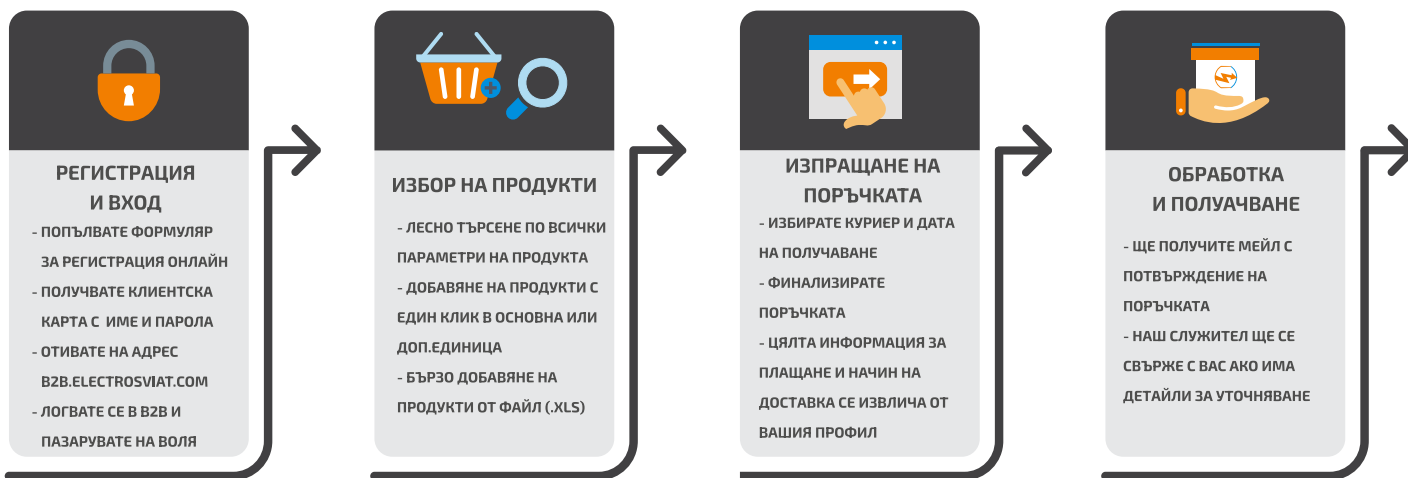 РЕГИСТРАЦИЯ
И ВХОД
- ПОПЪЛВАТЕ ФОРМУЛЯР
ЗА РЕГИСТРАЦИЯ ОНЛАЙН
- ПОЛУЧВАТЕ КЛИЕНТСКА
КАРТА С ИМЕ И ПАРОЛА
- ОТИВАТЕ НА АДРЕС
B2B.ELECTROSVIAT.COM
- ЛОГВАТЕ СЕ В B2B И
ПАЗАРУВАТЕ НА ВОЛЯ
ИЗБОР НА ПРОДУКТИ
- ЛЕСНО ТЪРСЕНЕ ПО ВСИЧКИ
ПАРАМЕТРИ НА ПРОДУКТА
- ДОБАВЯНЕ НА ПРОДУКТИ С
ЕДИН КЛИК В ОСНОВНА ИЛИ
ДОП.ЕДИНИЦА
- БЪРЗО ДОБАВЯНЕ НА
ПРОДУКТИ ОТ ФАЙЛ (.XLS)
ИЗПРАЩАНЕ НА
ПОРЪЧКАТА
- ИЗБИРАТЕ КУРИЕР И ДАТА
НА ПОЛУЧАВАНЕ
- ФИНАЛИЗИРАТЕ
ПОРЪЧКАТА
- ЦЯЛТА ИНФОРМАЦИЯ ЗА
ПЛАЩАНЕ И НАЧИН НА
ДОСТАВКА СЕ ИЗВЛИЧА ОТ
ВАШИЯ ПРОФИЛ
ОБРАБОТКА
И ПОЛУАЧВАНЕ
- ЩЕ ПОЛУЧИТЕ МЕЙЛ С
ПОТВЪРЖДЕНИЕ НА
ПОРЪЧКАТА
- НАШ СЛУЖИТЕЛ ЩЕ СЕ
СВЪРЖЕ С ВАС АКО ИМА
ДЕТАЙЛИ ЗА УТОЧНЯВАНЕ